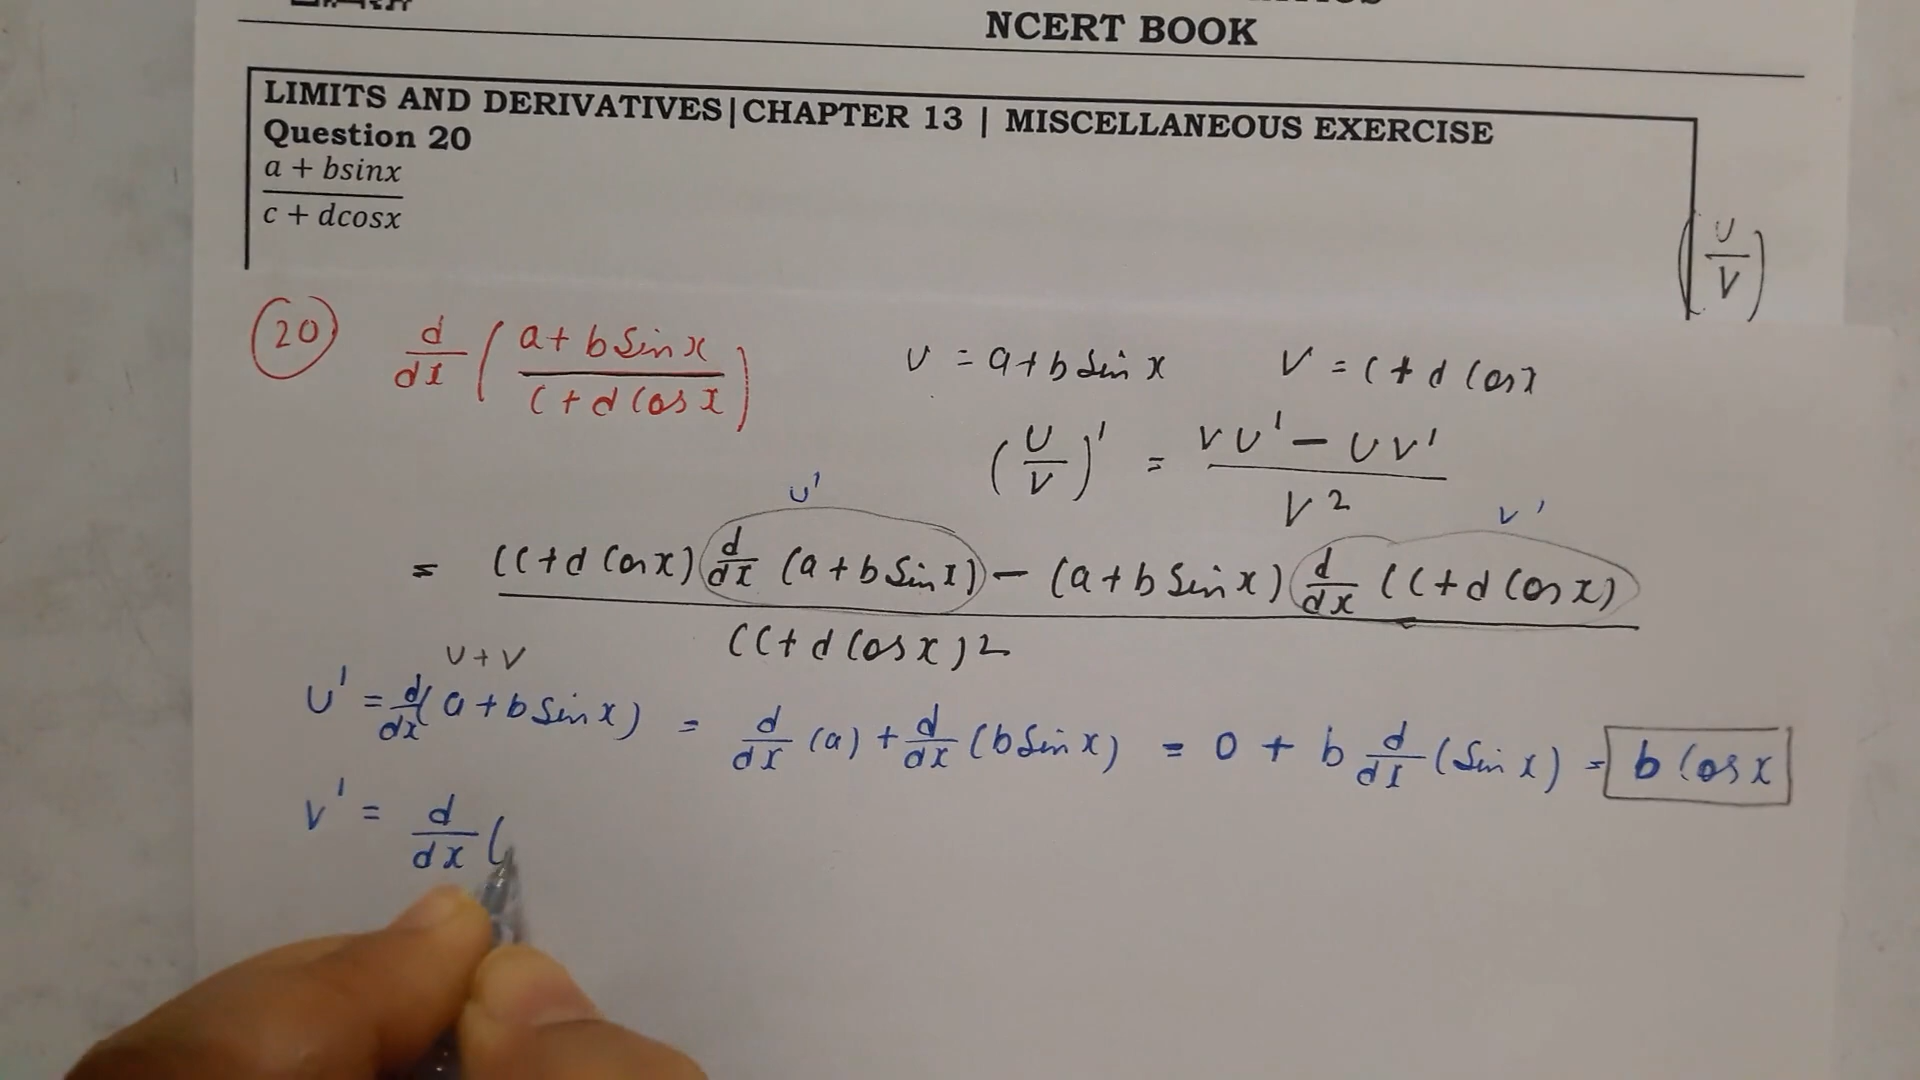 NCERT BOOK
LIMITS AND DERIVATIVES|CHAPTER 13 | MISCELLANEOUS EXERCISE
Question 20
a + bsinx
c + dcosx
(U/V)
20 d/dx ( a+b Sin x / c+d Cos x ) U = a+b Sin x V = c+d Cos x
(U/V)' = VU' - UV' / V²
U' V'
= (c+d Cos x) d/dx (a+b Sin x) - (a+b Sin x) d/dx (c+d Cos x)
(c+d Cos x)2
U+V
U' = d/dx (a+b Sin x) = d/dx (a) + d/dx (b Sin x) = 0 + b d/dx (Sin x) = b Cos x
V' = d/dx (